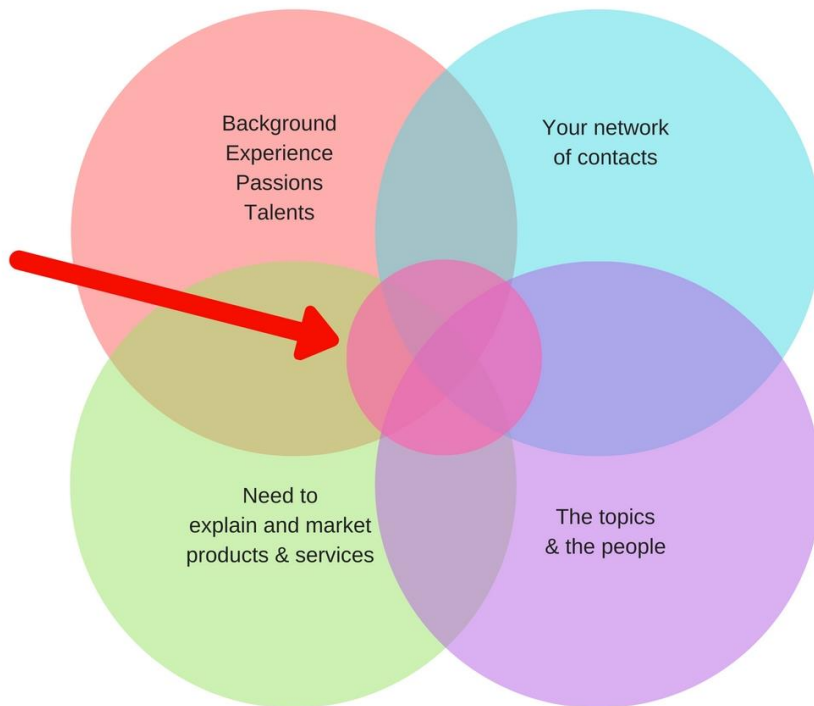 Background
Experience
Passions
Talents
Your network
of contacts
Need to
explain and market
products & services
The topics
& the people